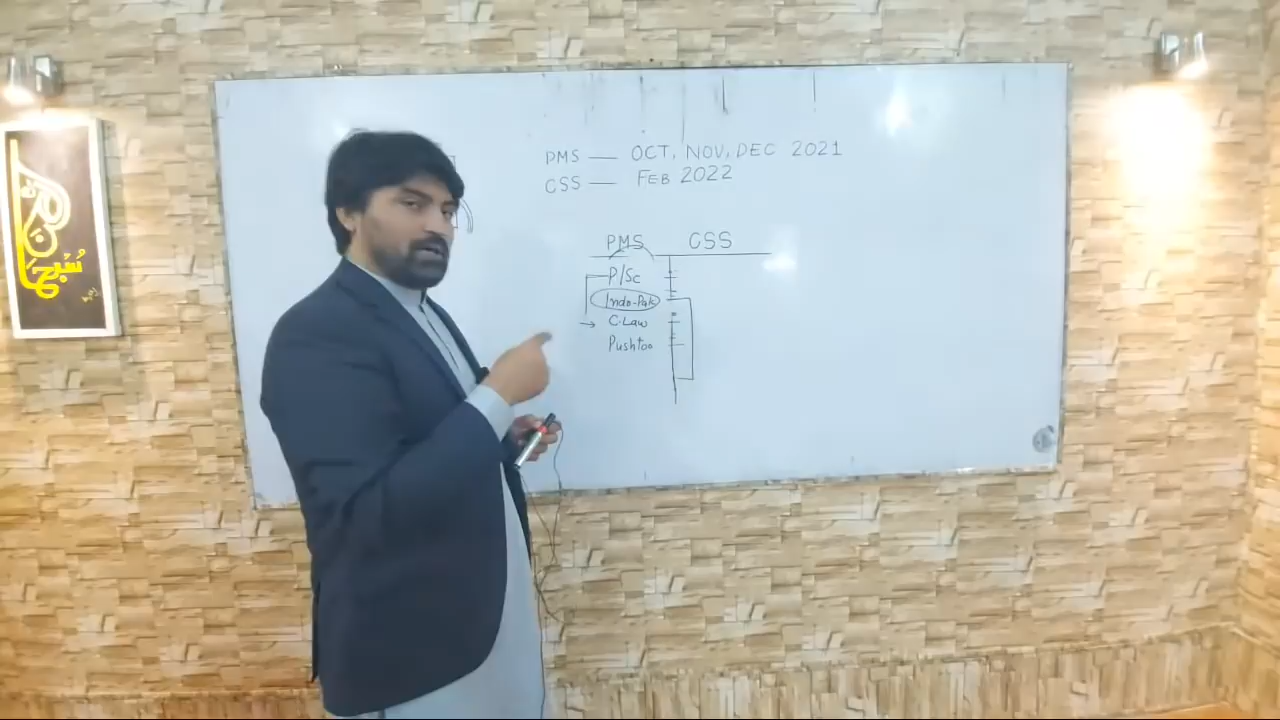 PMS — OCT, NOV, DEC 2021
CSS — FEB 2022
PMS CSS
P/Sc
Indo-Pak
→ C.Law
Pushtoo
سُبحان